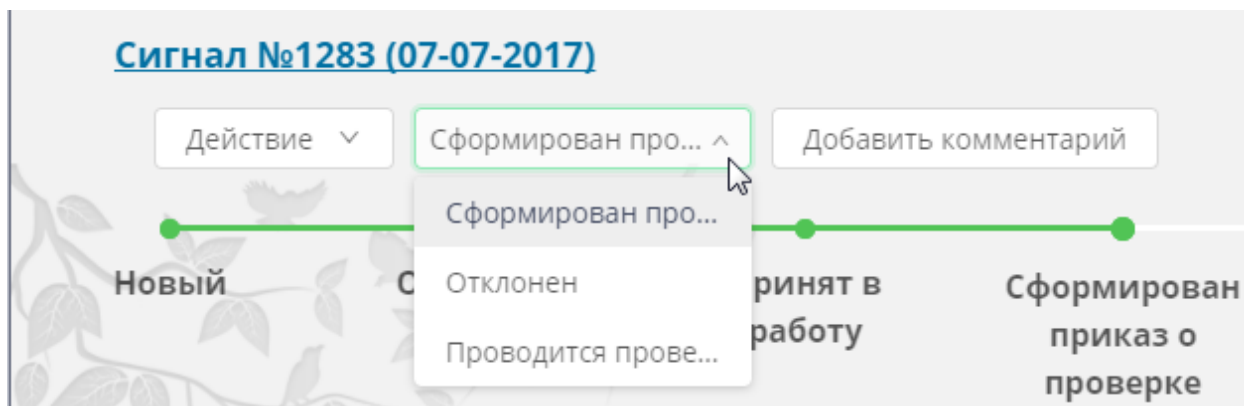 Сигнал №1283 (07-07-2017)
Действие
Сформирован про...
Добавить комментарий
Сформирован про...
Отклонен
Проводится прове...
Новый
ринят в
работу
Сформирован
приказ о
проверке